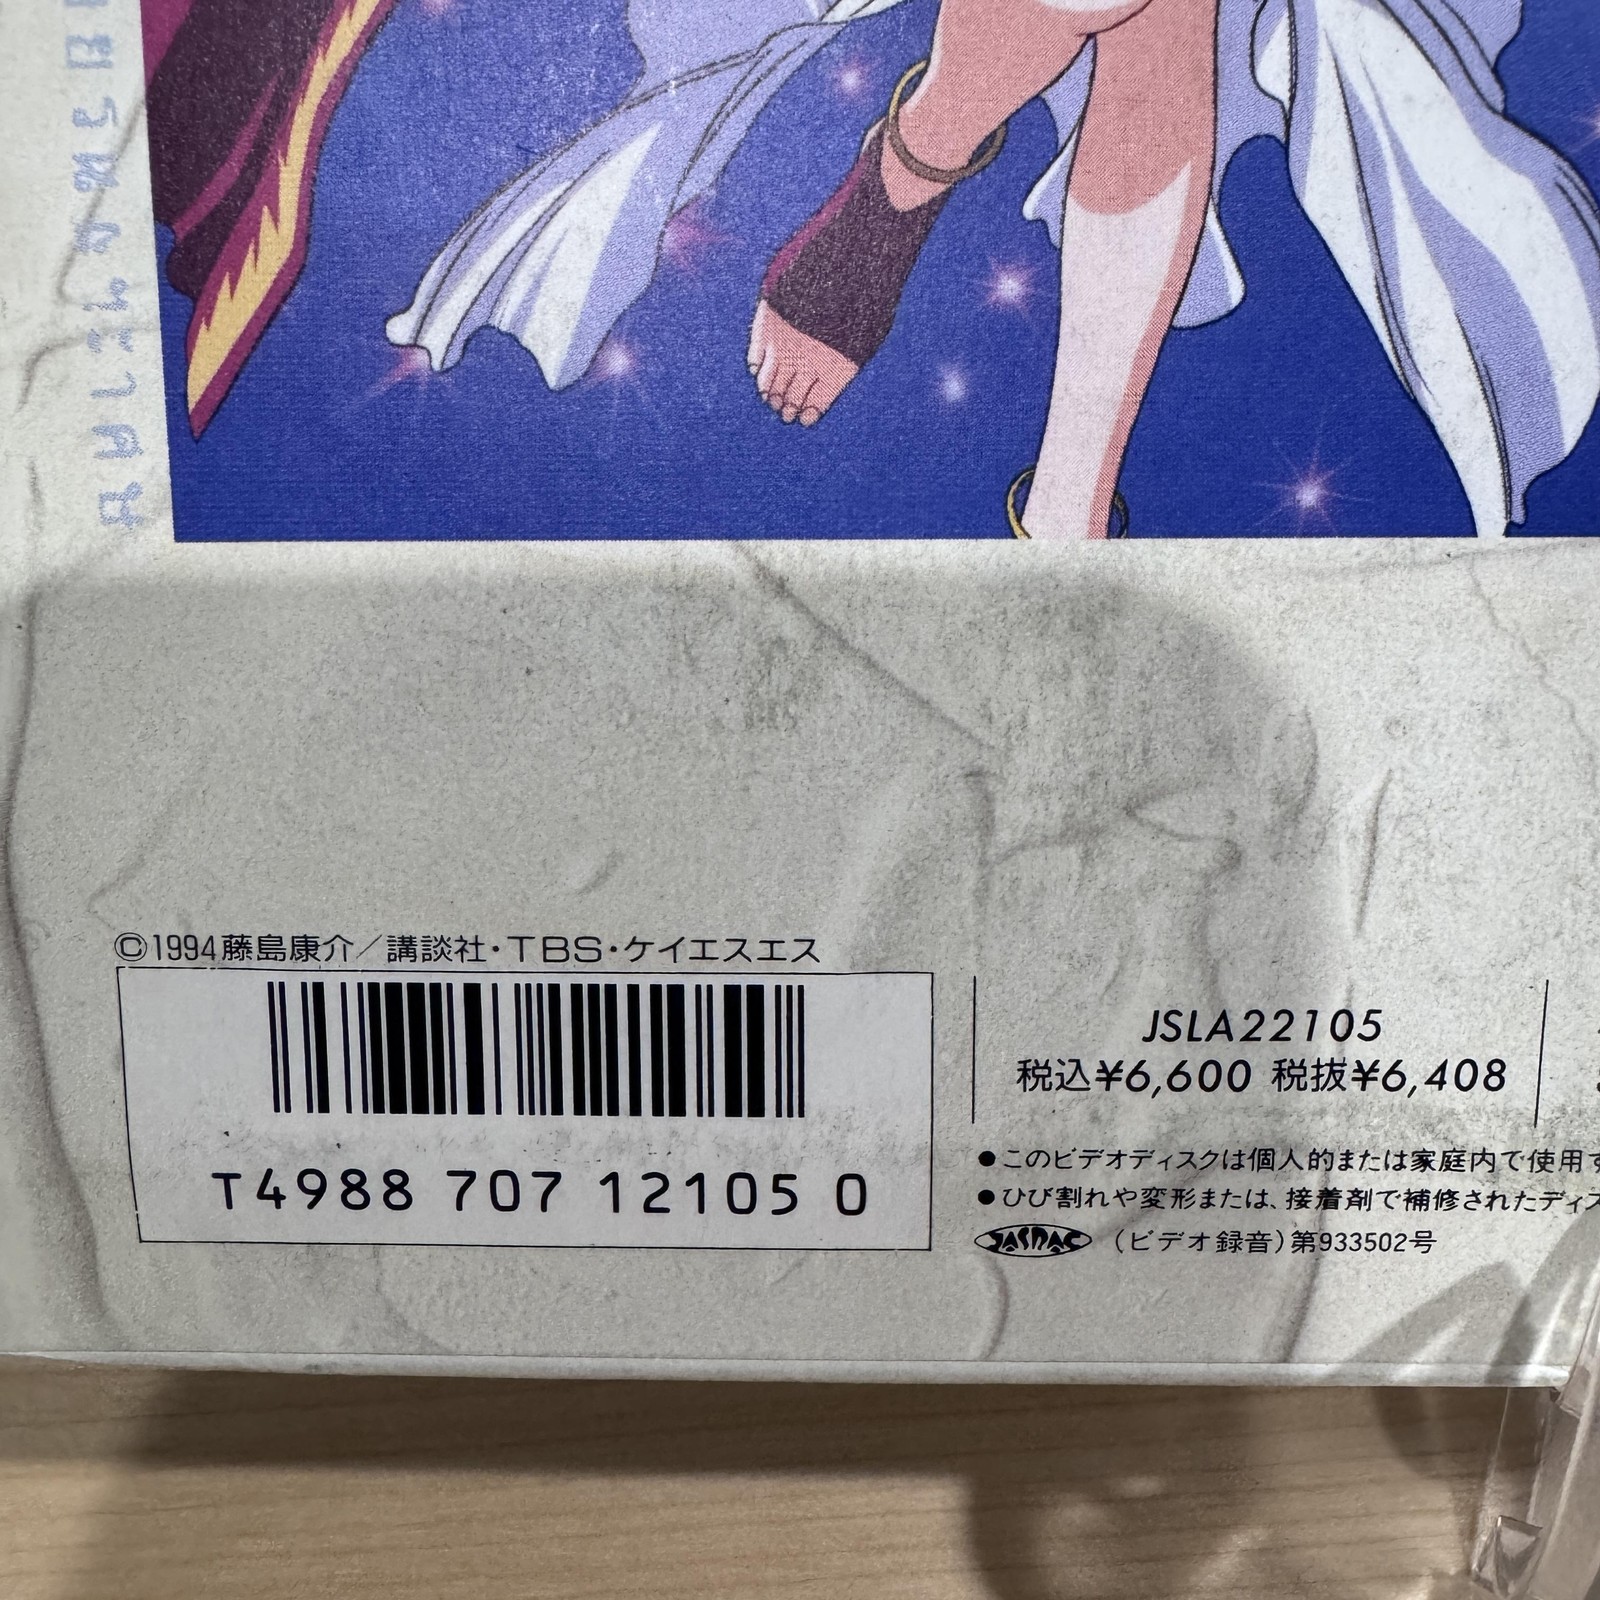 ©1994藤島康介／講談社・TBS・ケイエスエス
T4988 707 12105 0
JSLA22105
税込¥6,600 税抜¥6,408
●このビデオディスクは個人的または家庭内で使用す
●ひび割れや変形または、接着剤で補修されたディス
JASRAC (ビデオ録音)第933502号